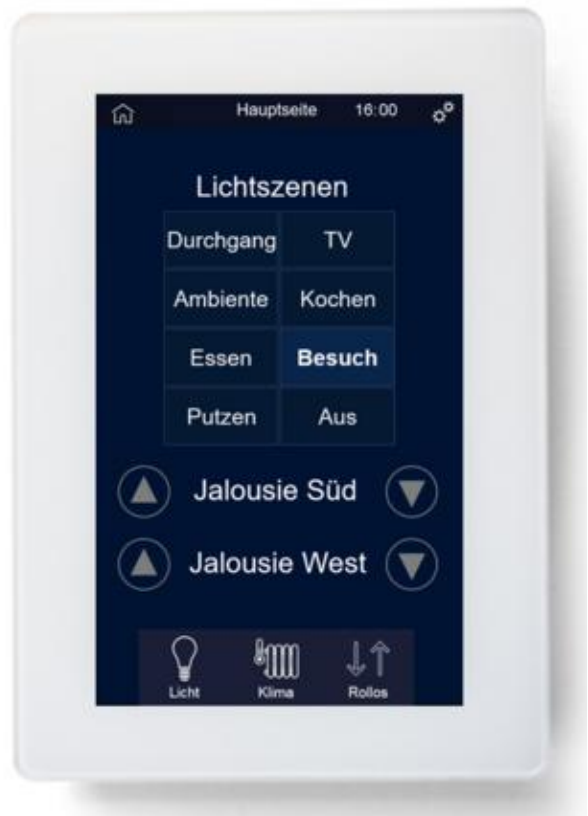 Hauptseite 16:00
Lichtszenen
Durchgang TV
Ambiente Kochen
Essen Besuch
Putzen Aus
Jalousie Süd
Jalousie West
Licht Klima Rollos